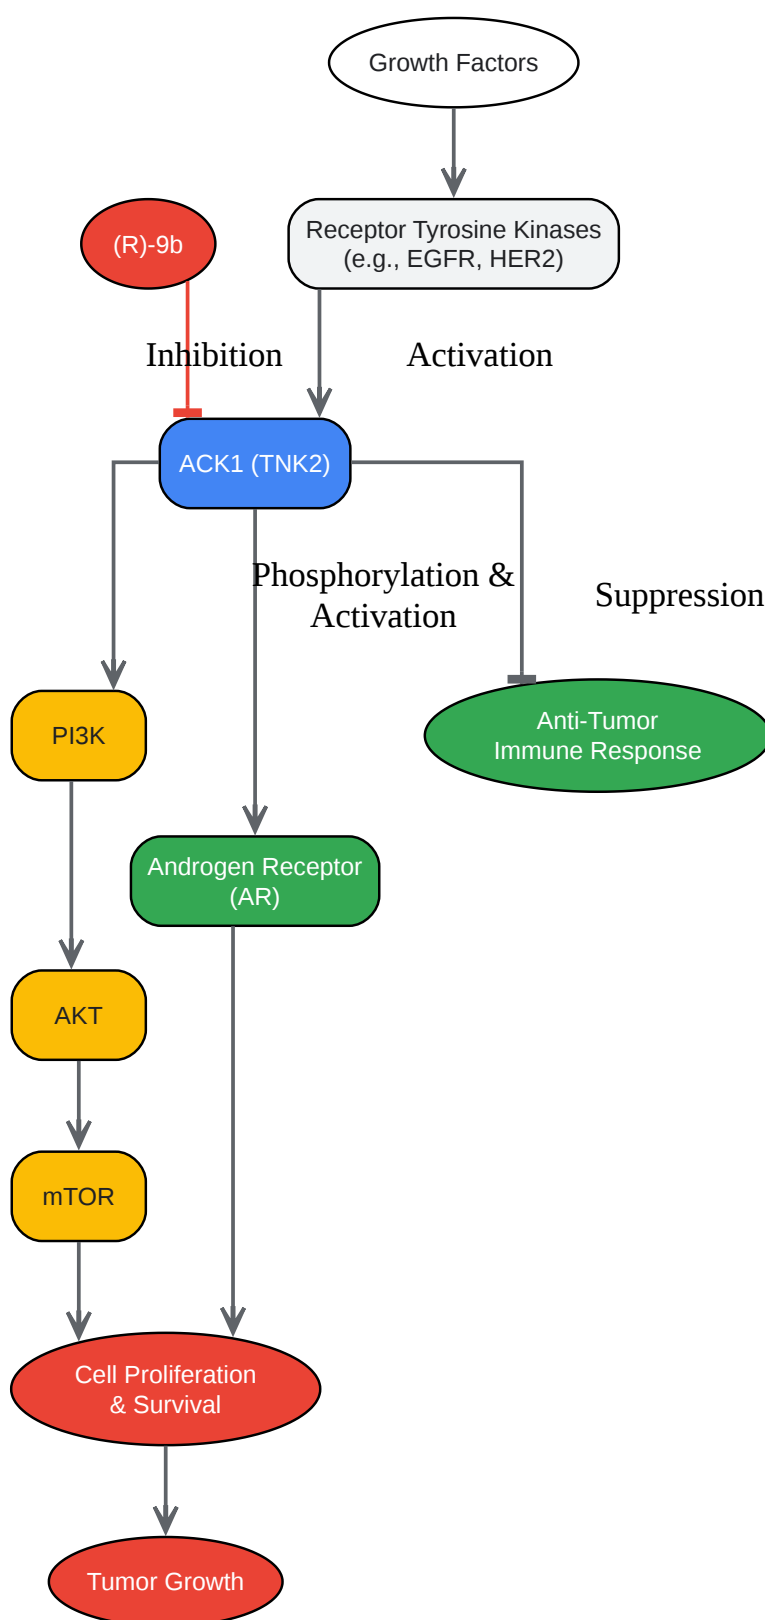 Growth Factors
Receptor Tyrosine Kinases
(e.g., EGFR, HER2)
(R)-9b
Inhibition
Activation
ACK1 (TNK2)
Phosphorylation &
Activation
Suppression
PI3K
Anti-Tumor
Immune Response
Androgen Receptor
(AR)
AKT
mTOR
Cell Proliferation
& Survival
Tumor Growth